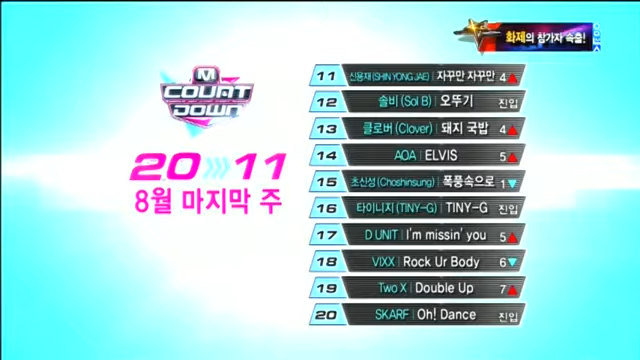 화제의 참가자 속출!
M
COUNT
DOWN
20 11
8월 마지막 주
11 신용재(SHIN YONG JAE) | 자꾸만 자꾸만 4▲
12 솔비(Sol B) | 오뚜기 진입
13 클로버(Clover) | 돼지 국밥 4▲
14 AOA | ELVIS 5▲
15 초신성(Choshinsung) | 폭풍속으로 1▼
16 타이니지(TINY-G) | TINY-G 진입
17 D UNIT | I'm missin' you 5▲
18 VIXX | Rock Ur Body 6▼
19 Two X | Double Up 7▲
20 SKARF | Oh! Dance 진입